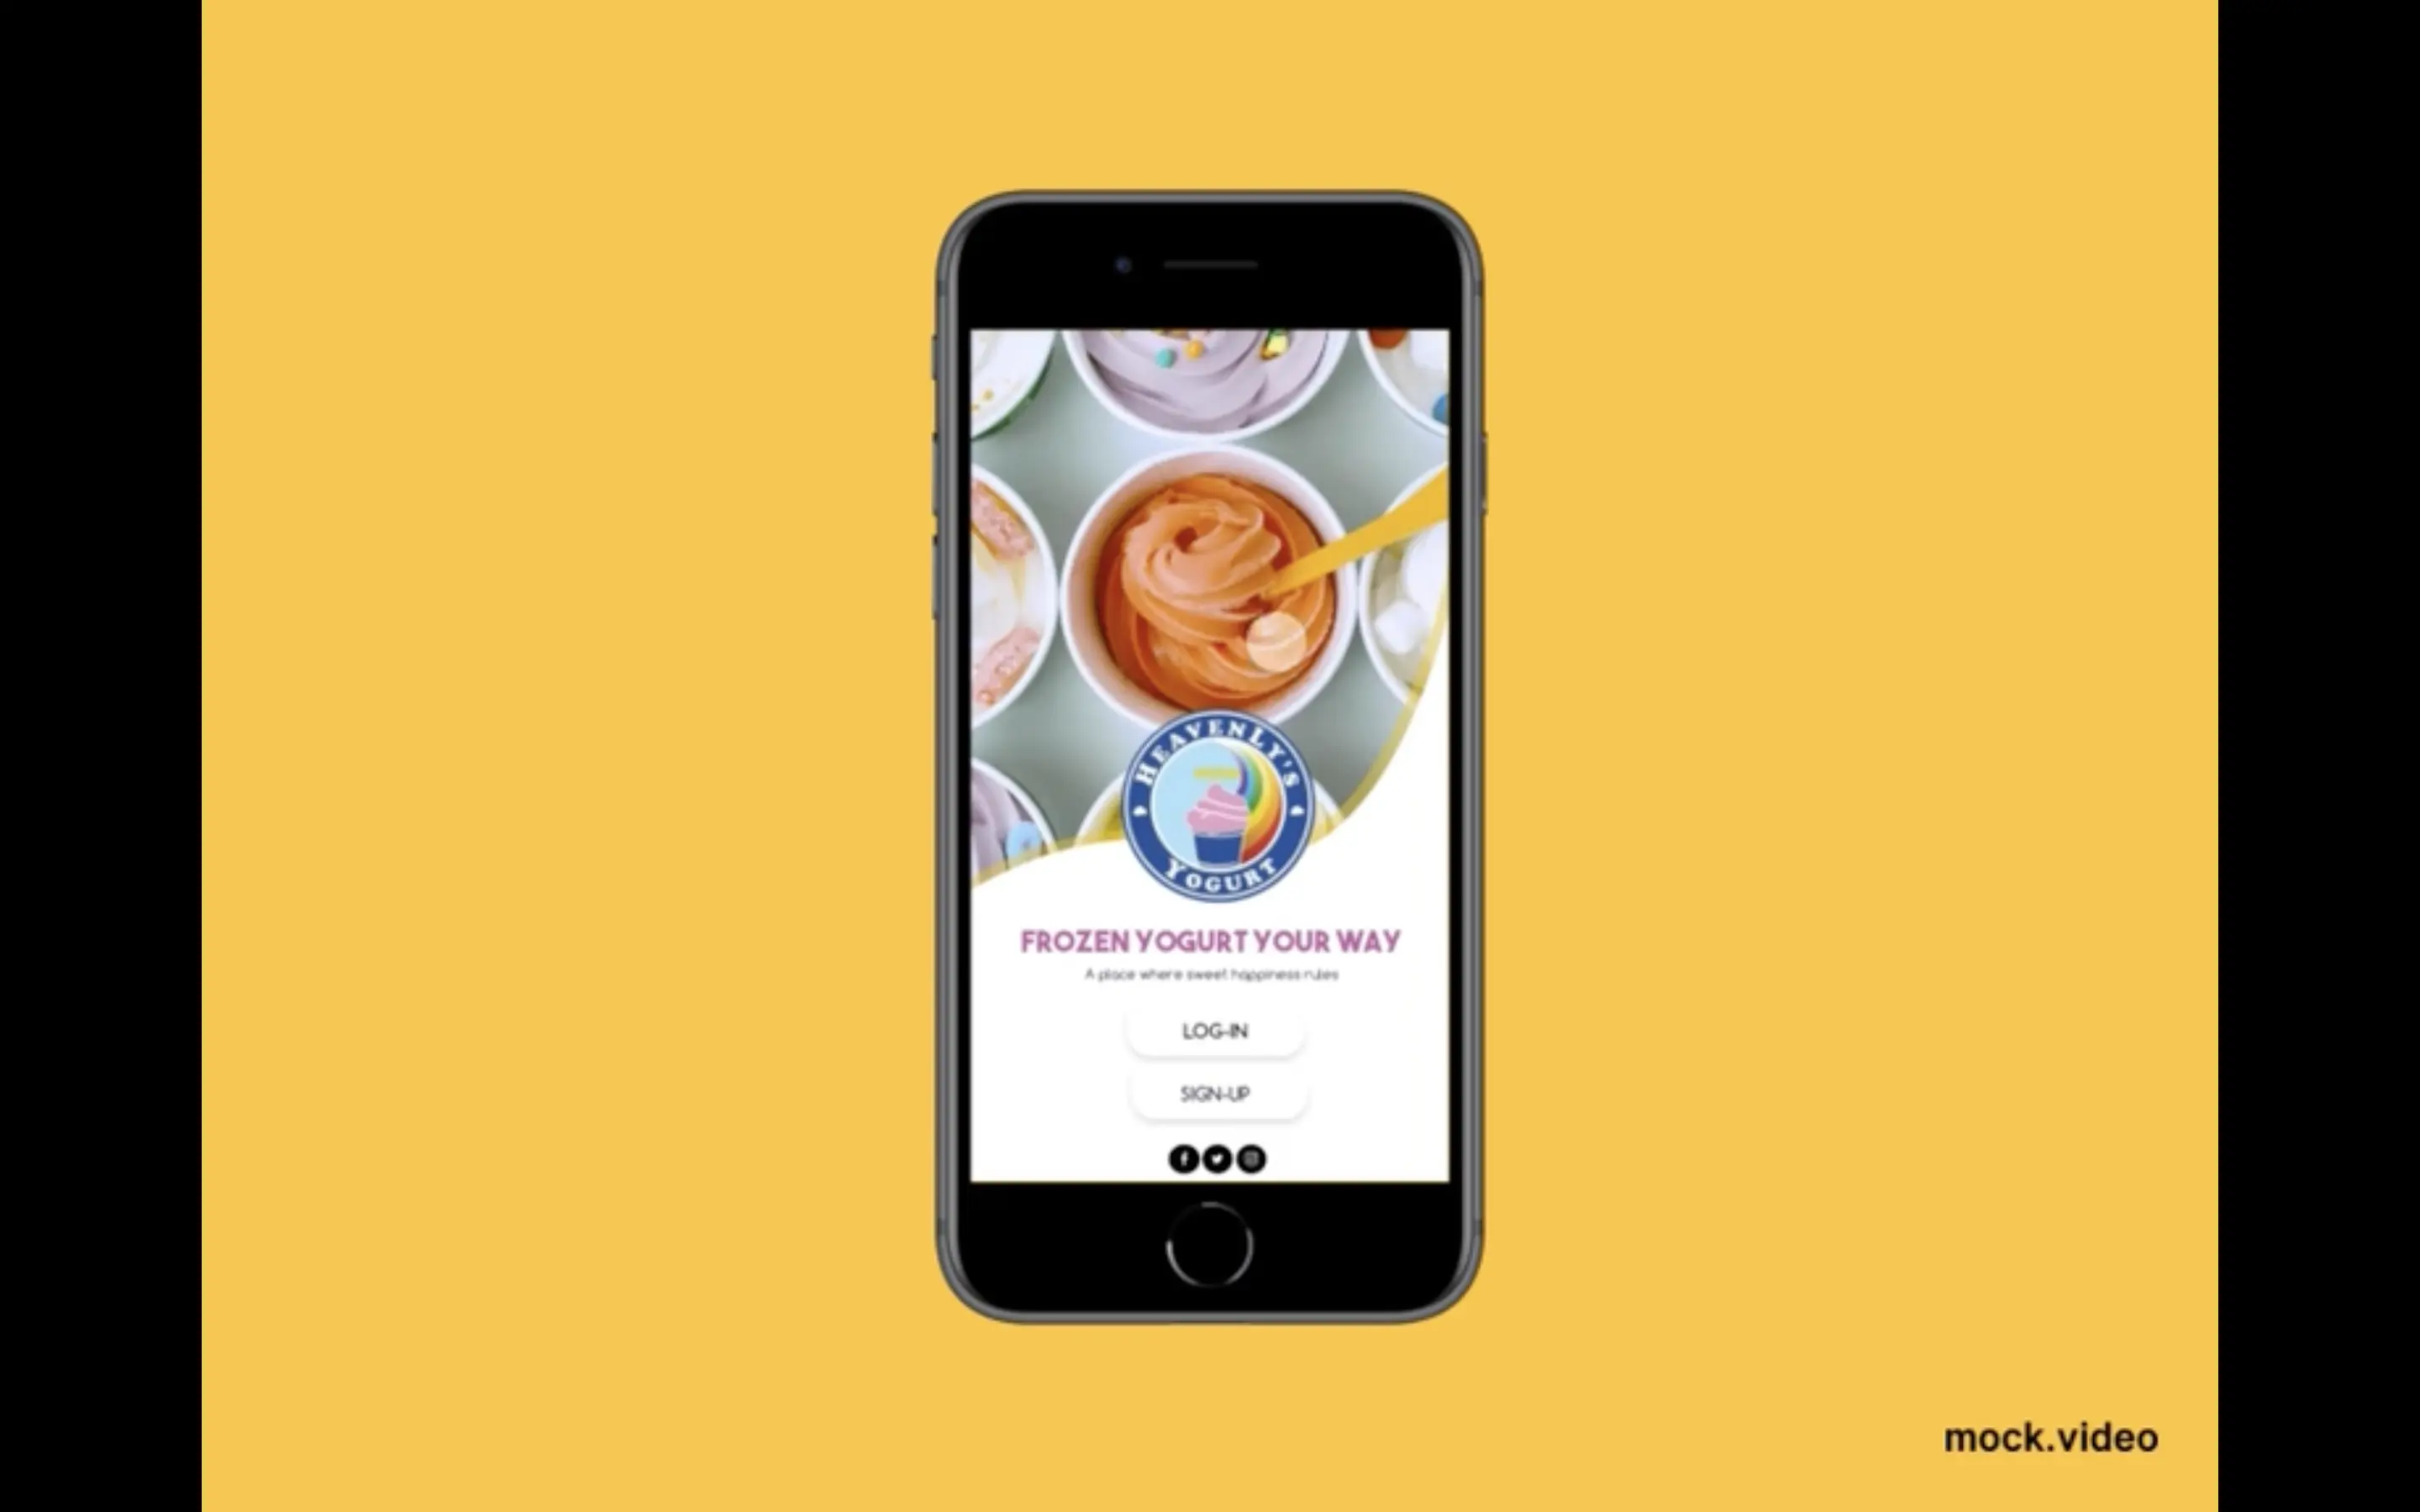 HEAVENLY'S
YOGURT
FROZEN YOGURT YOUR WAY
A place where sweet happiness rules
LOG-IN
SIGN-UP
mock.video